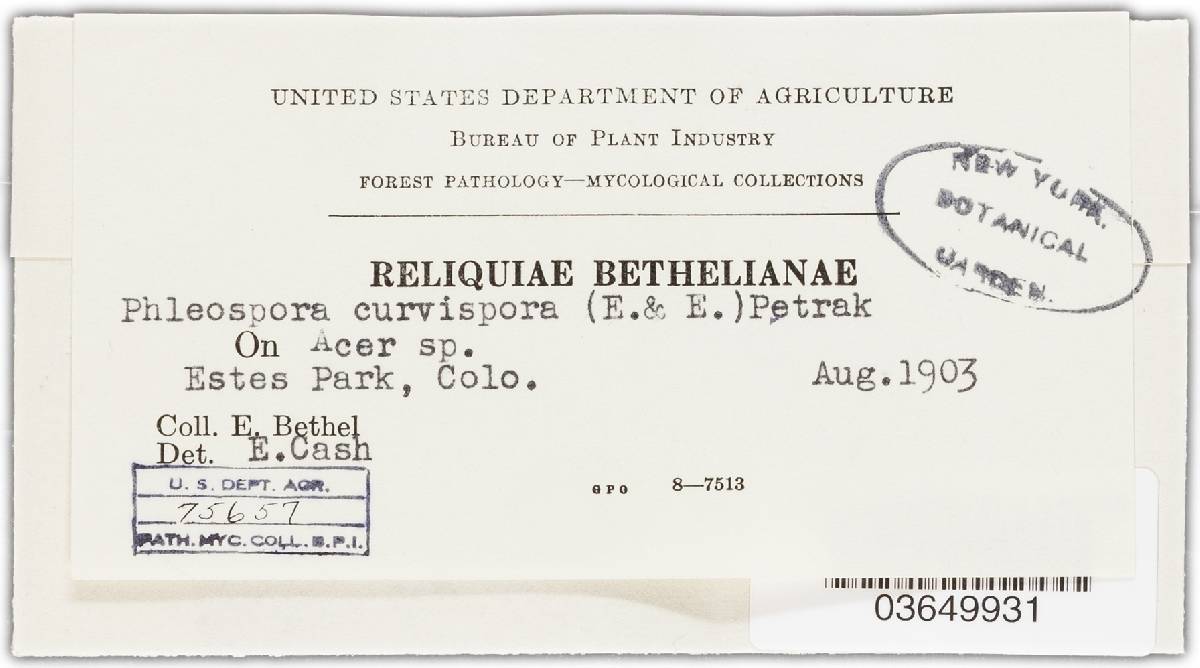 UNITED STATES DEPARTMENT OF AGRICULTURE
BUREAU OF PLANT INDUSTRY
FOREST PATHOLOGY—MYCOLOGICAL COLLECTIONS
NEW YORK
BOTANICAL
GARDEN.
RELIQUIAE BETHELIANAE
Phleospora curvispora (E.& E.)Petrak
On Acer sp.
Estes Park, Colo. Aug.1903
Coll. E. Bethel
Det. E.Cash
U. S. DEPT. AGR.
75657
PATH. MYC. COLL. B.P.I.
GPO 8—7513
03649931